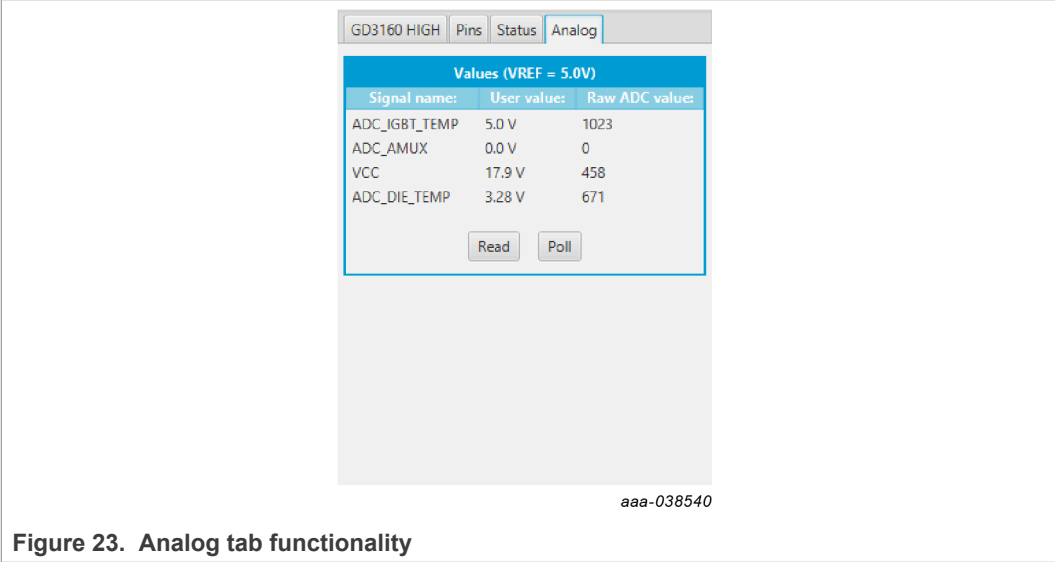 GD3160 HIGH Pins Status Analog
Values (VREF = 5.0V)
Signal name: User value: Raw ADC value:
ADC_IGBT_TEMP 5.0 V 1023
ADC_AMUX 0.0 V 0
VCC 17.9 V 458
ADC_DIE_TEMP 3.28 V 671
Read Poll
aaa-038540
Figure 23. Analog tab functionality